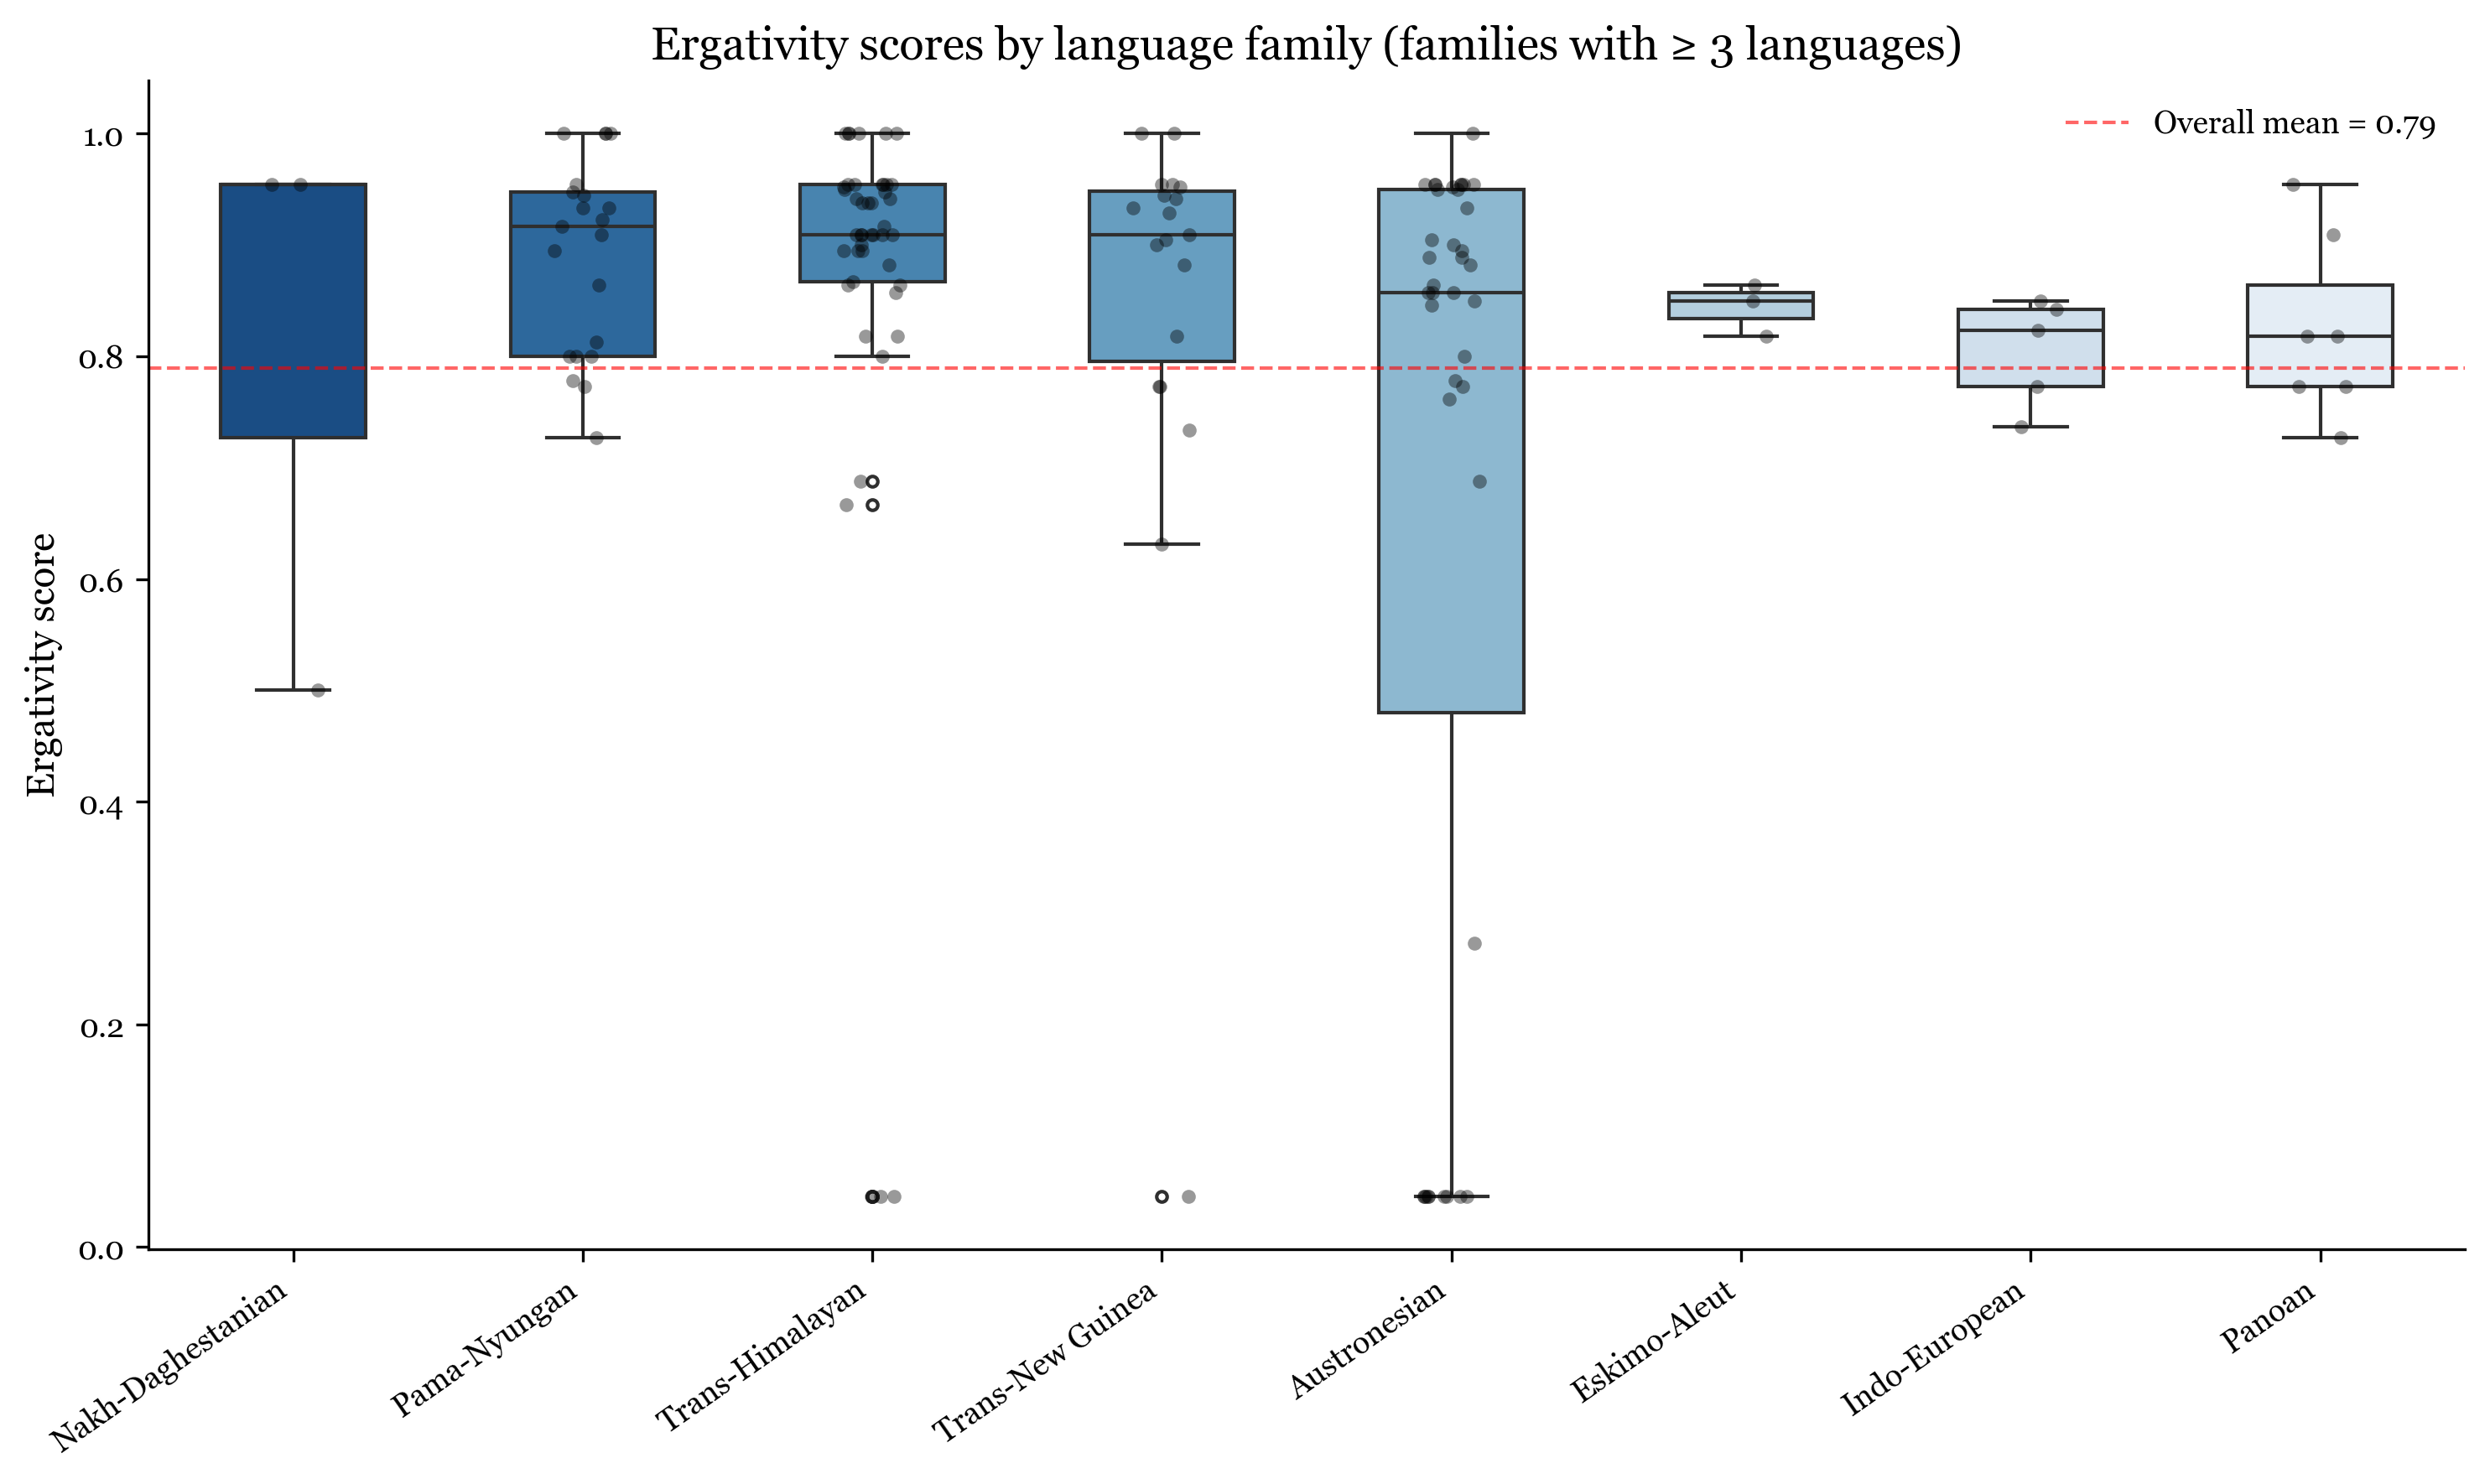 Ergativity scores by language family (families with ≥ 3 languages)
Overall mean = 0.79
Ergativity score
1.0
0.8
0.6
0.4
0.2
0.0
Nakh-Daghestanian
Pama-Nyungan
Trans-Himalayan
Trans-New Guinea
Austronesian
Eskimo-Aleut
Indo-European
Panoan